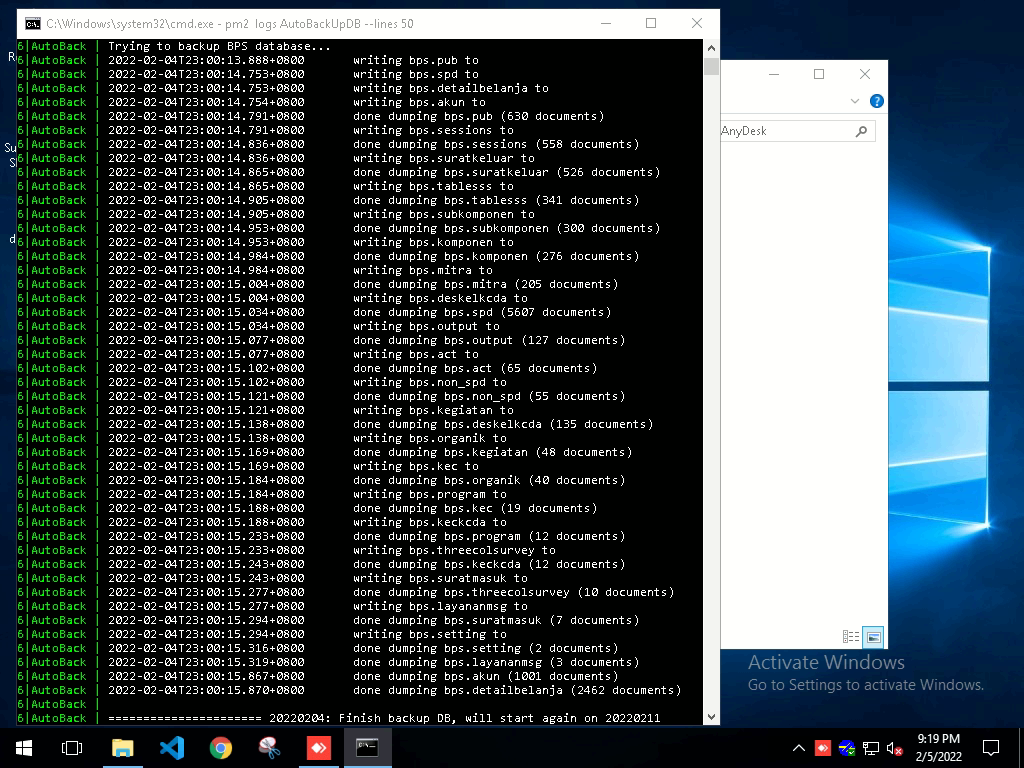 C:\Windows\system32\cmd.exe - pm2 logs AutoBackUpDB --lines 50
6|AutoBack | Trying to backup BPS database...
6|AutoBack | 2022-02-04T23:00:13.888+0800 writing bps.pub to
6|AutoBack | 2022-02-04T23:00:14.753+0800 writing bps.spd to
6|AutoBack | 2022-02-04T23:00:14.753+0800 writing bps.detailbelanja to
6|AutoBack | 2022-02-04T23:00:14.754+0800 writing bps.akun to
6|AutoBack | 2022-02-04T23:00:14.791+0800 done dumping bps.pub (630 documents)
6|AutoBack | 2022-02-04T23:00:14.791+0800 writing bps.sessions to
6|AutoBack | 2022-02-04T23:00:14.836+0800 done dumping bps.sessions (558 documents)
6|AutoBack | 2022-02-04T23:00:14.836+0800 writing bps.suratkeluar to
6|AutoBack | 2022-02-04T23:00:14.865+0800 done dumping bps.suratkeluar (526 documents)
6|AutoBack | 2022-02-04T23:00:14.865+0800 writing bps.tablesss to
6|AutoBack | 2022-02-04T23:00:14.905+0800 done dumping bps.tablesss (341 documents)
6|AutoBack | 2022-02-04T23:00:14.905+0800 writing bps.subkomponen to
6|AutoBack | 2022-02-04T23:00:14.953+0800 done dumping bps.subkomponen (300 documents)
6|AutoBack | 2022-02-04T23:00:14.953+0800 writing bps.komponen to
6|AutoBack | 2022-02-04T23:00:14.984+0800 done dumping bps.komponen (276 documents)
6|AutoBack | 2022-02-04T23:00:14.984+0800 writing bps.mitra to
6|AutoBack | 2022-02-04T23:00:15.004+0800 done dumping bps.mitra (205 documents)
6|AutoBack | 2022-02-04T23:00:15.004+0800 writing bps.deskelkcda to
6|AutoBack | 2022-02-04T23:00:15.034+0800 done dumping bps.spd (5607 documents)
6|AutoBack | 2022-02-04T23:00:15.034+0800 writing bps.output to
6|AutoBack | 2022-02-04T23:00:15.077+0800 done dumping bps.output (127 documents)
6|AutoBack | 2022-02-04T23:00:15.077+0800 writing bps.act to
6|AutoBack | 2022-02-04T23:00:15.102+0800 done dumping bps.act (65 documents)
6|AutoBack | 2022-02-04T23:00:15.102+0800 writing bps.non_spd to
6|AutoBack | 2022-02-04T23:00:15.121+0800 done dumping bps.non_spd (55 documents)
6|AutoBack | 2022-02-04T23:00:15.121+0800 writing bps.kegiatan to
6|AutoBack | 2022-02-04T23:00:15.138+0800 done dumping bps.deskelkcda (135 documents)
6|AutoBack | 2022-02-04T23:00:15.138+0800 writing bps.organik to
6|AutoBack | 2022-02-04T23:00:15.169+0800 done dumping bps.kegiatan (48 documents)
6|AutoBack | 2022-02-04T23:00:15.169+0800 writing bps.kec to
6|AutoBack | 2022-02-04T23:00:15.184+0800 done dumping bps.organik (40 documents)
6|AutoBack | 2022-02-04T23:00:15.184+0800 writing bps.program to
6|AutoBack | 2022-02-04T23:00:15.188+0800 done dumping bps.kec (19 documents)
6|AutoBack | 2022-02-04T23:00:15.188+0800 writing bps.keckcda to
6|AutoBack | 2022-02-04T23:00:15.233+0800 done dumping bps.program (12 documents)
6|AutoBack | 2022-02-04T23:00:15.233+0800 writing bps.threecolsurvey to
6|AutoBack | 2022-02-04T23:00:15.243+0800 done dumping bps.keckcda (12 documents)
6|AutoBack | 2022-02-04T23:00:15.243+0800 writing bps.suratmasuk to
6|AutoBack | 2022-02-04T23:00:15.277+0800 done dumping bps.threecolsurvey (10 documents)
6|AutoBack | 2022-02-04T23:00:15.277+0800 writing bps.layananmsg to
6|AutoBack | 2022-02-04T23:00:15.294+0800 done dumping bps.suratmasuk (7 documents)
6|AutoBack | 2022-02-04T23:00:15.294+0800 writing bps.setting to
6|AutoBack | 2022-02-04T23:00:15.316+0800 done dumping bps.setting (2 documents)
6|AutoBack | 2022-02-04T23:00:15.319+0800 done dumping bps.layananmsg (3 documents)
6|AutoBack | 2022-02-04T23:00:15.867+0800 done dumping bps.akun (1001 documents)
6|AutoBack | 2022-02-04T23:00:15.870+0800 done dumping bps.detailbelanja (2462 documents)
6|AutoBack |
6|AutoBack | ====================== 20220204: Finish backup DB, will start again on 20220211
AnyDesk
Activate Windows
Go to Settings to activate Windows.
9:19 PM
2/5/2022